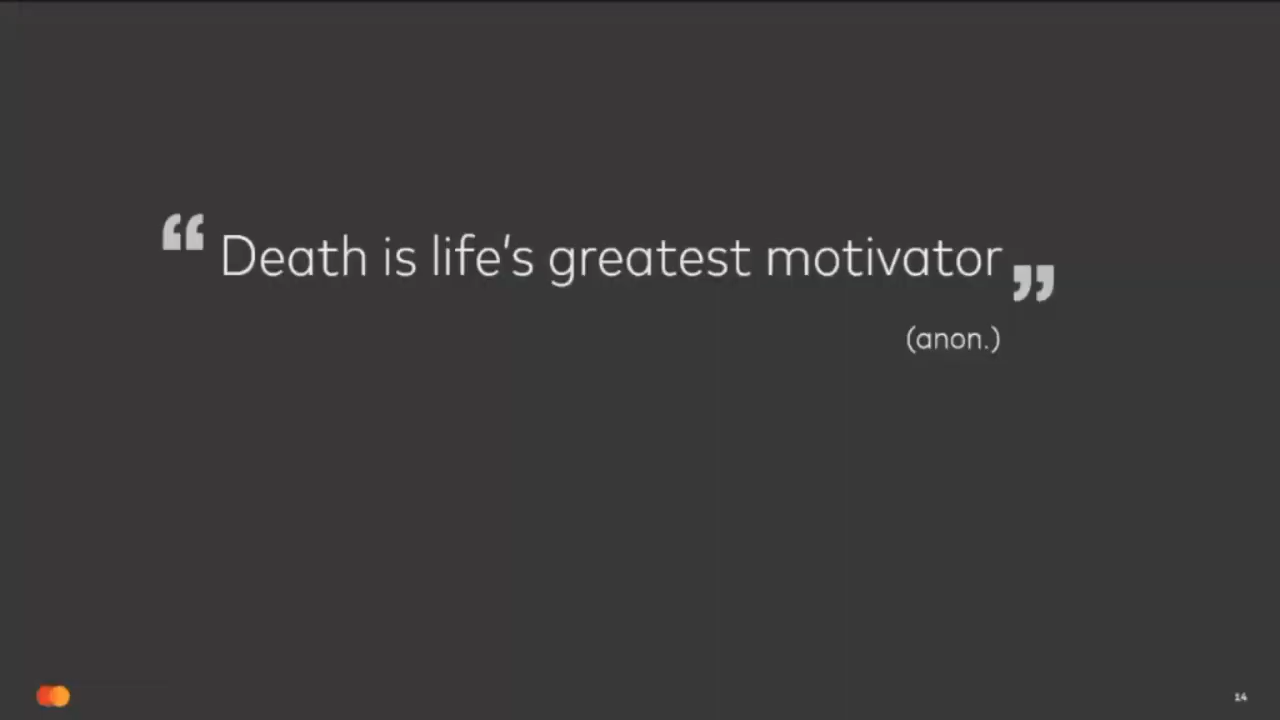 “Death is life’s greatest motivator”
(anon.)
14